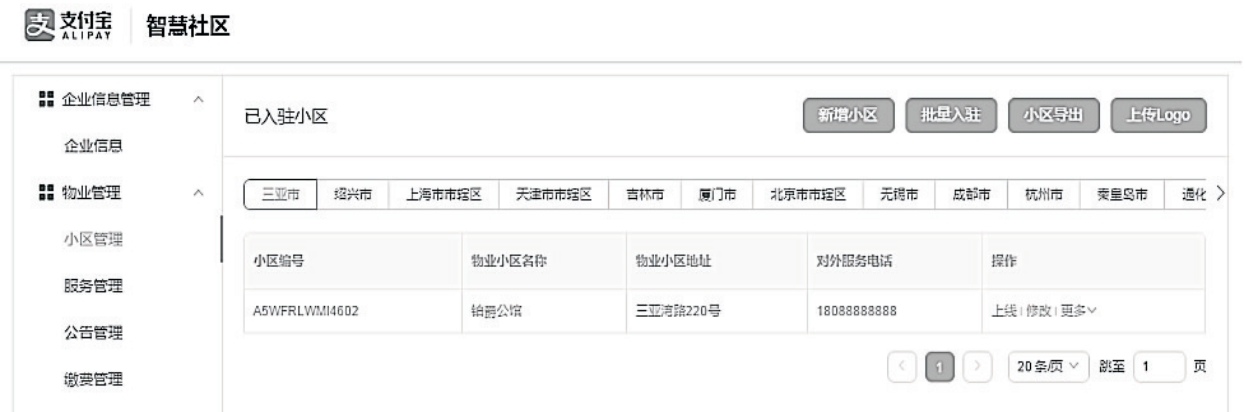 支付宝 智慧社区
ALIPAY
企业信息管理
企业信息
物业管理
小区管理
服务管理
公告管理
缴费管理
已入驻小区 新增小区 批量入驻 小区导出 上传Logo
三亚市 绍兴市 上海市市辖区 天津市市辖区 吉林市 厦门市 北京市市辖区 无锡市 成都市 杭州市 秦皇岛市 通化
小区编号 物业小区名称 物业小区地址 对外服务电话 操作
A5WFRLWMI4602 铂爵公馆 三亚湾路220号 18088888888 上线 修改 更多
1 20条/页 跳至 1 页